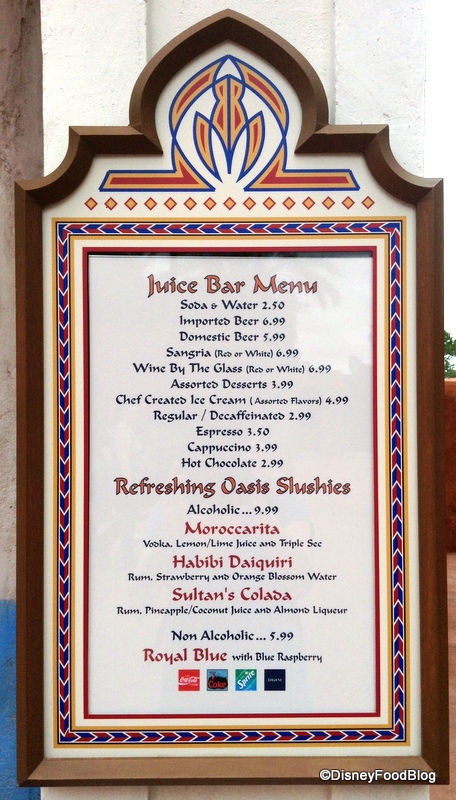 Juice Bar Menu
Soda & Water 2.50
Imported Beer 6.99
Domestic Beer 5.99
Sangria (Red or White) 6.99
Wine By The Glass (Red or White) 6.99
Assorted Desserts 3.99
Chef Created Ice Cream ( Assorted Flavors) 4.99
Regular / Decaffeinated 2.99
Espresso 3.50
Cappuccino 3.99
Hot Chocolate 2.99
Refreshing Oasis Slushies
Alcoholic... 9.99
Moroccarita
Vodka, Lemon/Lime Juice and Triple Sec
Habibi Daiquiri
Rum, Strawberry and Orange Blossom Water
Sultan's Colada
Rum, Pineapple/Coconut Juice and Almond Liqueur
Non Alcoholic... 5.99
Royal Blue with Blue Raspberry
Coca-Cola Coke Sprite DASANI
©DisneyFoodBlog